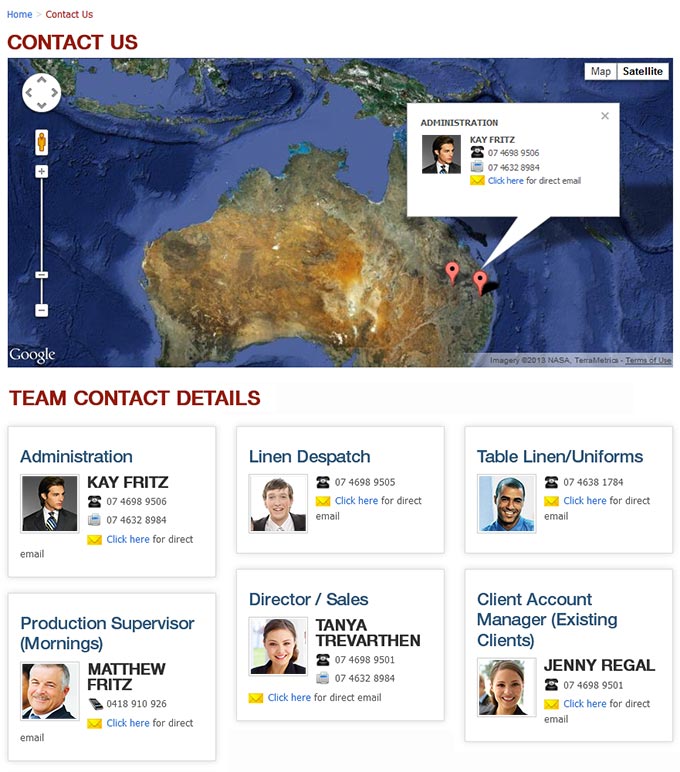 Home > Contact Us
CONTACT US
Map Satellite
ADMINISTRATION
KAY FRITZ
07 4698 9506
07 4632 8984
Click here for direct email
Google
Imagery ©2013 NASA, TerraMetrics - Terms of Use
TEAM CONTACT DETAILS
Administration
KAY FRITZ
07 4698 9506
07 4632 8984
Click here for direct
email
Linen Despatch
07 4698 9505
Click here for direct
email
Table Linen/Uniforms
07 4638 1784
Click here for direct
email
Production Supervisor
(Mornings)
MATTHEW
FRITZ
0418 910 926
Click here for direct
email
Director / Sales
TANYA
TREVARTHEN
07 4698 9501
07 4632 8984
Click here for direct email
Client Account
Manager (Existing
Clients)
JENNY REGAL
07 4698 9501
Click here for direct
email